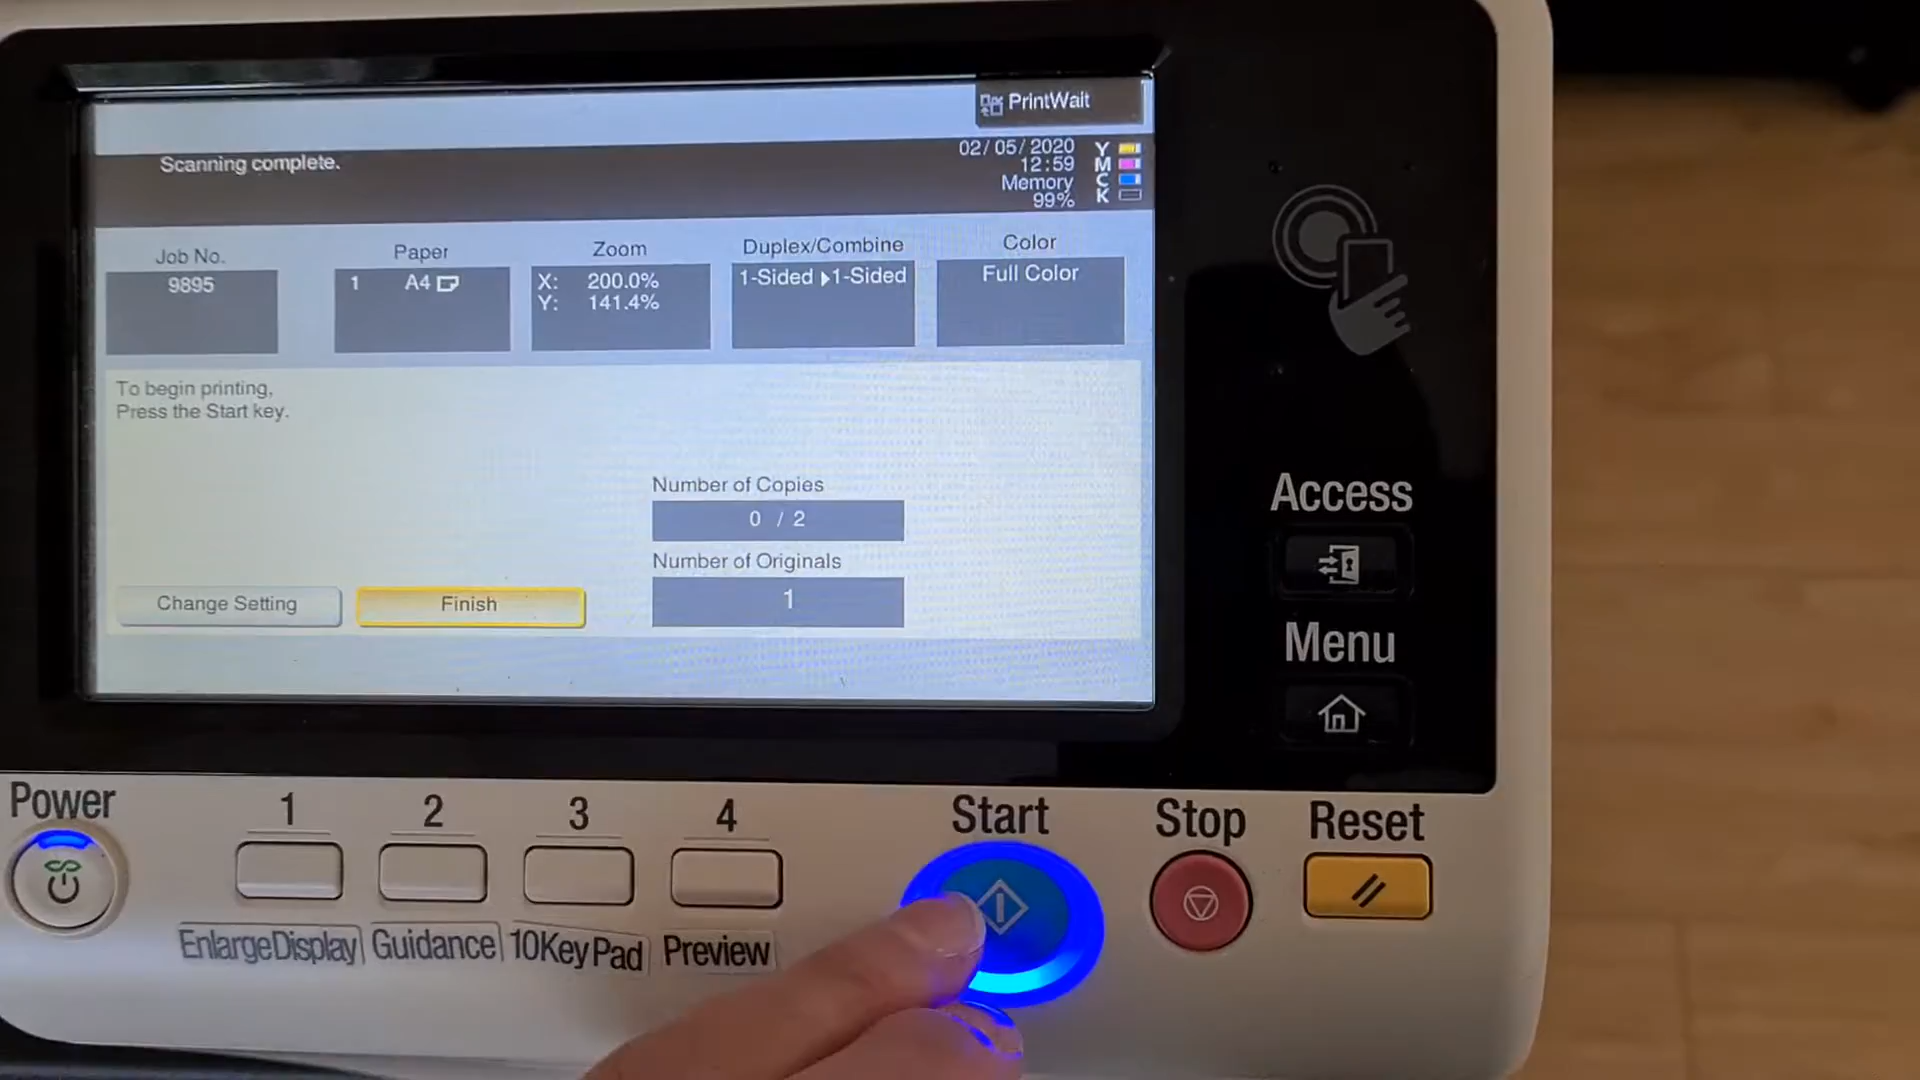 PrintWait
Scanning complete.
02/05/2020
12:59
Memory
99%
Y
M
C
K
Job No.
9895
Paper
1 A4
Zoom
X: 200.0%
Y: 141.4%
Duplex/Combine
1-Sided ▶1-Sided
Color
Full Color
To begin printing,
Press the Start key.
Number of Copies
0 / 2
Number of Originals
1
Change Setting
Finish
Access
Menu
Power
1
2
3
4
Start
Stop
Reset
EnlargeDisplay
Guidance
10Key Pad
Preview